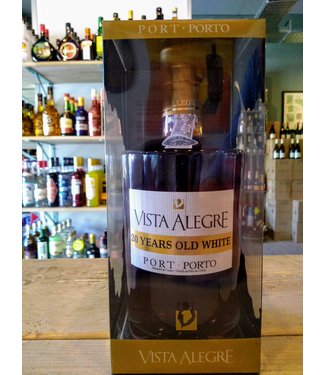 PORT · PORTO
VISTA ALEGRE
20 YEARS OLD WHITE
PORT · PORTO
VISTA ALEGRE